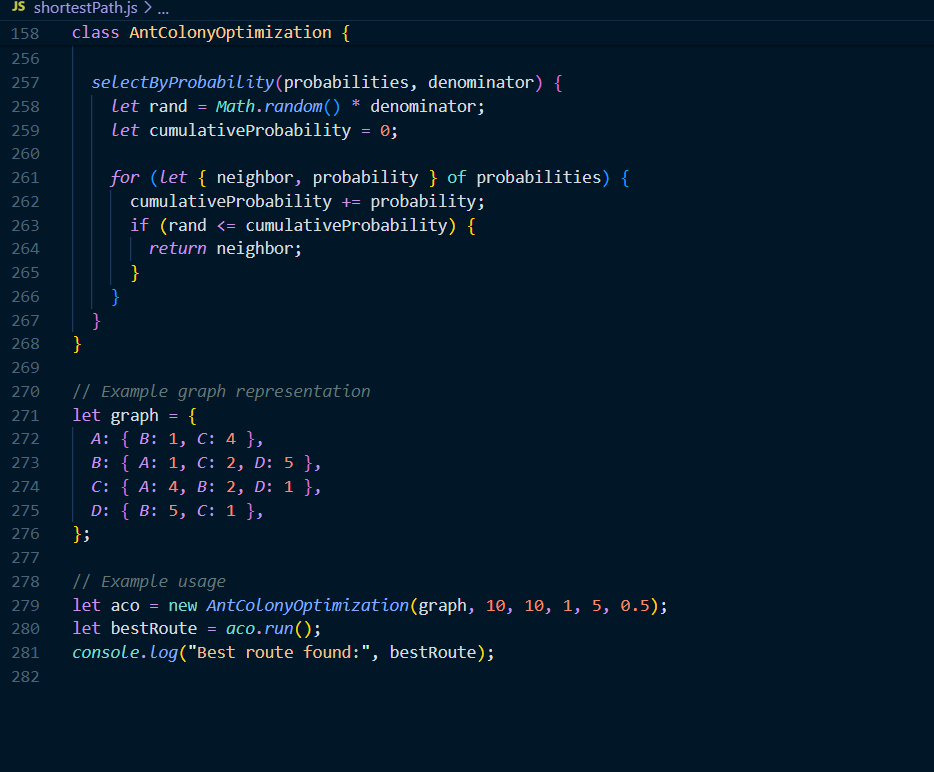 JS shortestPath.js > ...
158 class AntColonyOptimization {
256
257 selectByProbability(probabilities, denominator) {
258 let rand = Math.random() * denominator;
259 let cumulativeProbability = 0;
260
261 for (let { neighbor, probability } of probabilities) {
262 cumulativeProbability += probability;
263 if (rand <= cumulativeProbability) {
264 return neighbor;
265 }
266 }
267 }
268 }
269
270 // Example graph representation
271 let graph = {
272 A: { B: 1, C: 4 },
273 B: { A: 1, C: 2, D: 5 },
274 C: { A: 4, B: 2, D: 1 },
275 D: { B: 5, C: 1 },
276 };
277
278 // Example usage
279 let aco = new AntColonyOptimization(graph, 10, 10, 1, 5, 0.5);
280 let bestRoute = aco.run();
281 console.log("Best route found:", bestRoute);
282